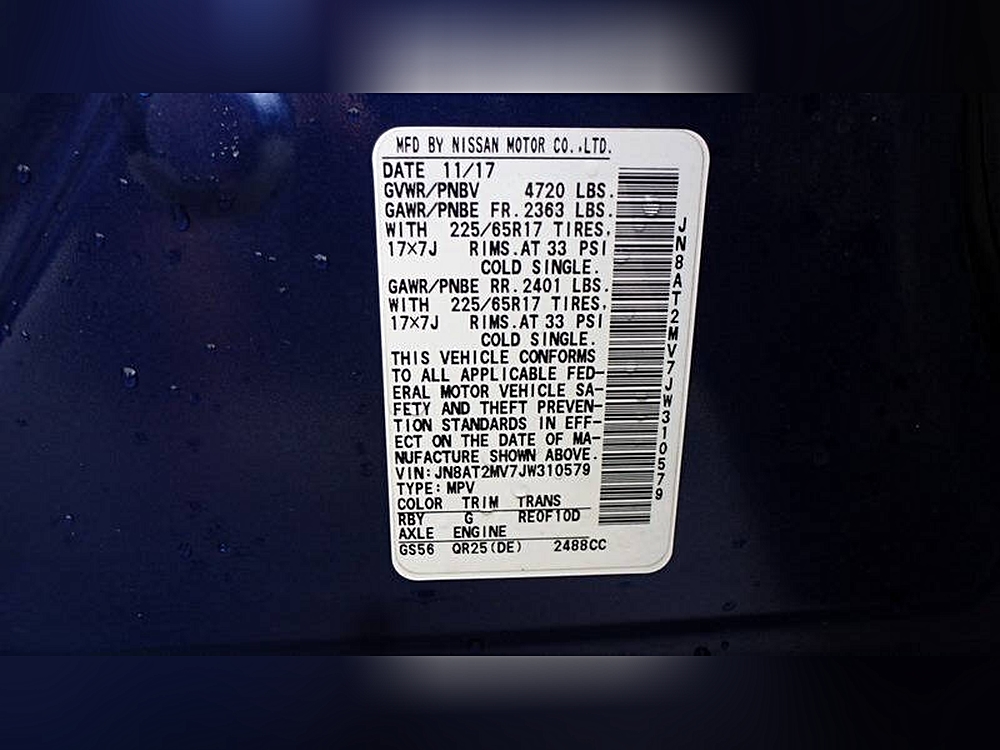 MFD BY NISSAN MOTOR CO.,LTD.
DATE 11/17
GVWR/PNBV 4720 LBS.
GAWR/PNBE FR. 2363 LBS.
WITH 225/65R17 TIRES,
17×7J RIMS.AT 33 PSI
COLD SINGLE.
GAWR/PNBE RR. 2401 LBS.
WITH 225/65R17 TIRES,
17×7J RIMS.AT 33 PSI
COLD SINGLE.
THIS VEHICLE CONFORMS
TO ALL APPLICABLE FED-
ERAL MOTOR VEHICLE SA-
FETY AND THEFT PREVEN-
TION STANDARDS IN EFF-
ECT ON THE DATE OF MA-
NUFACTURE SHOWN ABOVE.
VIN:JN8AT2MV7JW310579
TYPE:MPV
COLOR TRIM TRANS
RBY G RE0F10D
AXLE ENGINE
GS56 QR25(DE) 2488CC
JN8AT2MV7JW310579